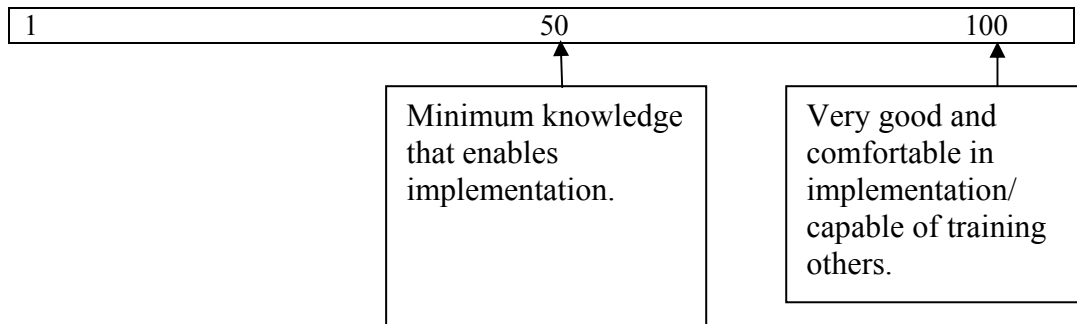 1 50 100
Minimum knowledge
that enables
implementation.
Very good and
comfortable in
implementation/
capable of training
others.